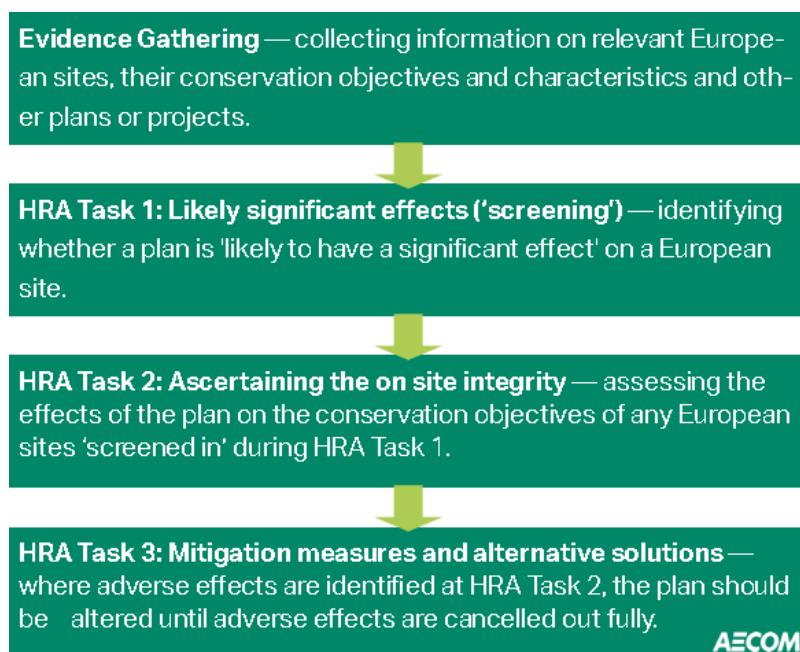 Evidence Gathering — collecting information on relevant Europe-
an sites, their conservation objectives and characteristics and oth-
er plans or projects.
HRA Task 1: Likely significant effects (‘screening’) — identifying
whether a plan is 'likely to have a significant effect' on a European
site.
HRA Task 2: Ascertaining the on site integrity — assessing the
effects of the plan on the conservation objectives of any European
sites ‘screened in’ during HRA Task 1.
HRA Task 3: Mitigation measures and alternative solutions —
where adverse effects are identified at HRA Task 2, the plan should
be altered until adverse effects are cancelled out fully.
AECOM